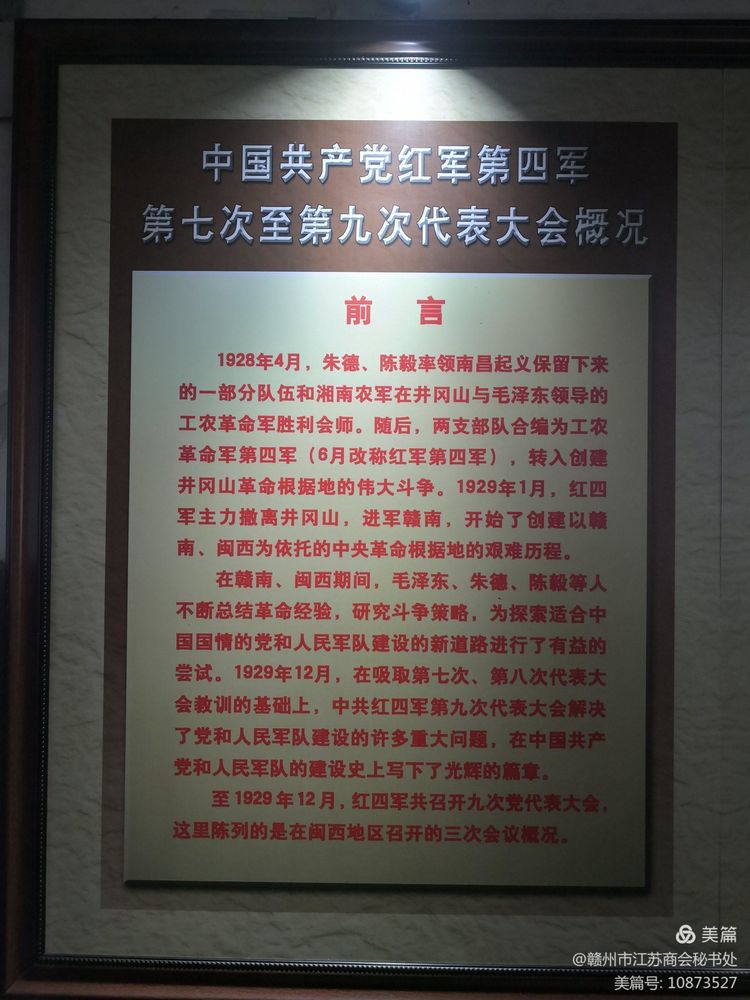 中国共产党红军第四军
第七次至第九次代表大会概况
前 言
1928年4月，朱德、陈毅率领南昌起义保留下来
的一部分队伍和湘南农军在井冈山与毛泽东领导的
工农革命军胜利会师。随后，两支部队合编为工农
革命军第四军（6月改称红军第四军），转入创建
井冈山革命根据地的伟大斗争。1929年1月，红四
军主力撤离井冈山，进军赣南，开始了创建以赣
南、闽西为依托的中央革命根据地的艰难历程。
在赣南、闽西期间，毛泽东、朱德、陈毅等人
不断总结革命经验，研究斗争策略，为探索适合中
国国情的党和人民军队建设的新道路进行了有益的
尝试。1929年12月，在吸取第七次、第八次代表大
会教训的基础上，中共红四军第九次代表大会解决
了党和人民军队建设的许多重大问题，在中国共产
党和人民军队的建设史上写下了光辉的篇章。
至1929年12月，红四军共召开九次党代表大会，
这里陈列的是在闽西地区召开的三次会议概况。
美篇
@赣州市江苏商会秘书处
美篇号: 10873527